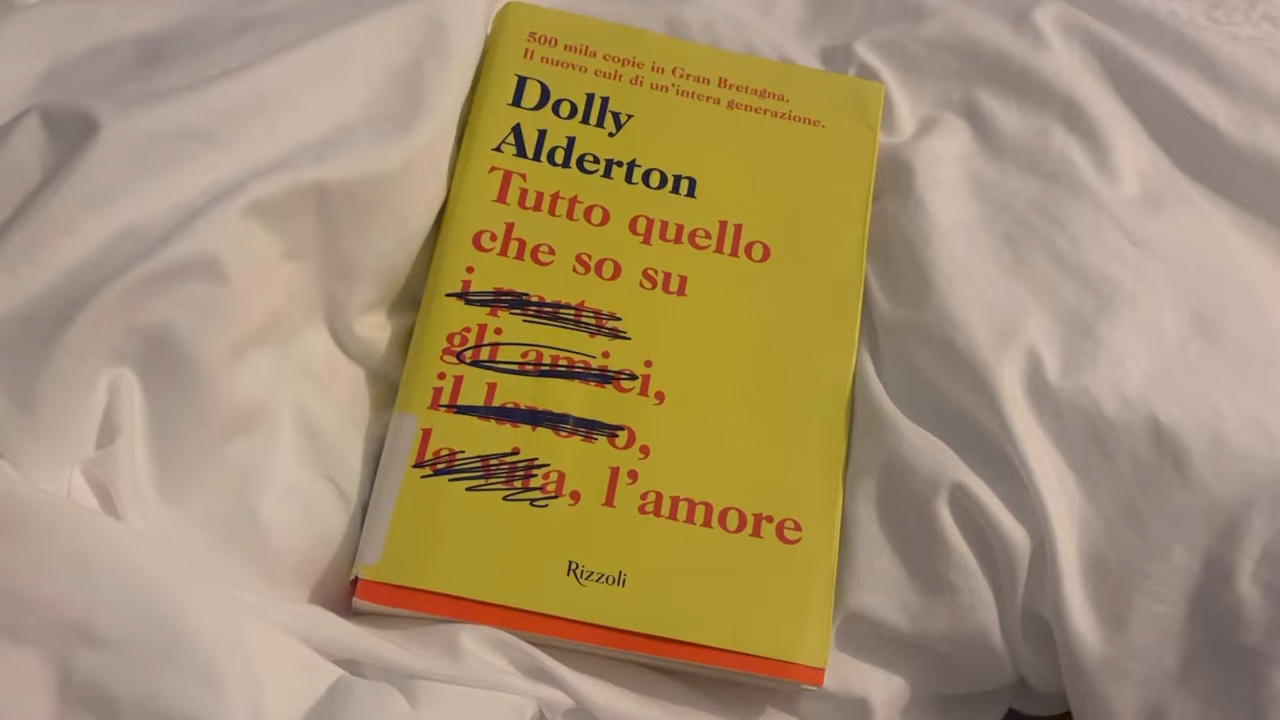 500 mila copie in Gran Bretagna.
Il nuovo cult di un'intera generazione.
Dolly
Alderton
Tutto quello
che so su
i party,
gli amici,
il lavoro,
la vita, l'amore
Rizzoli